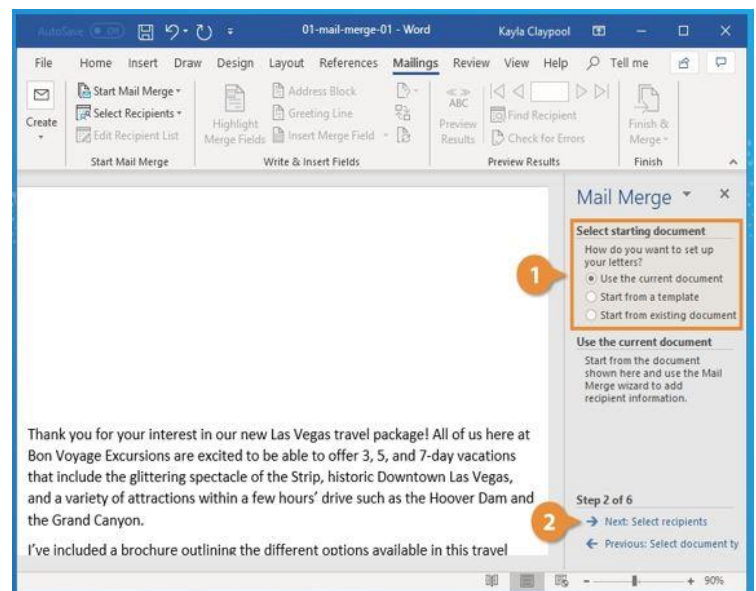 AutoSave Off 01-mail-merge-01 - Word Kayla Claypool
File Home Insert Draw Design Layout References Mailings Review View Help Tell me
Create
Start Mail Merge
Select Recipients
Edit Recipient List
Start Mail Merge
Highlight
Merge Fields
Address Block
Greeting Line
Insert Merge Field
Write & Insert Fields
ABC
Preview
Results
Find Recipient
Check for Errors
Preview Results
Finish &
Merge
Finish
Mail Merge
Select starting document
How do you want to set up
your letters?
Use the current document
Start from a template
Start from existing document
1
Use the current document
Start from the document
shown here and use the Mail
Merge wizard to add
recipient information.
Thank you for your interest in our new Las Vegas travel package! All of us here at
Bon Voyage Excursions are excited to be able to offer 3, 5, and 7-day vacations
that include the glittering spectacle of the Strip, historic Downtown Las Vegas,
and a variety of attractions within a few hours' drive such as the Hoover Dam and
the Grand Canyon.
I've included a brochure outlining the different options available in this travel
Step 2 of 6
2
Next: Select recipients
Previous: Select document ty
90%